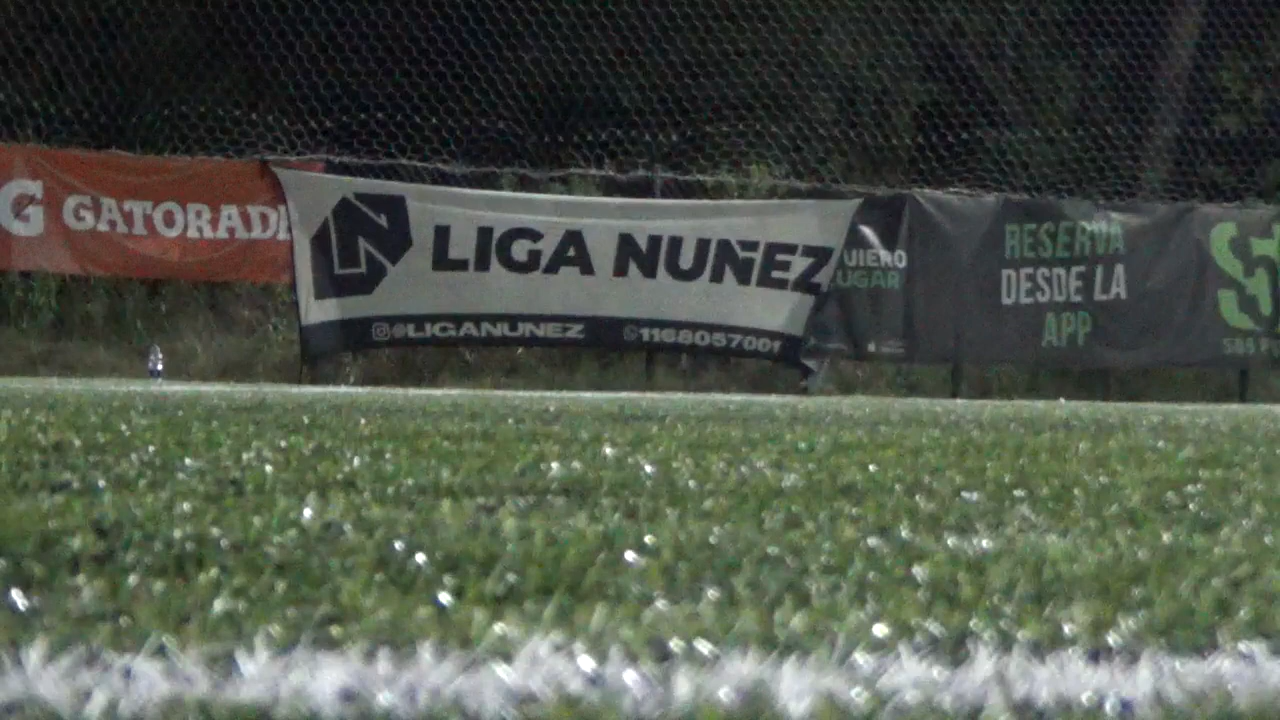 G GATORAD
LIGA NUÑEZ
@LIGANUNEZ 1168057001
UIERO
UGAR
RESERVA
DESDE LA
APP